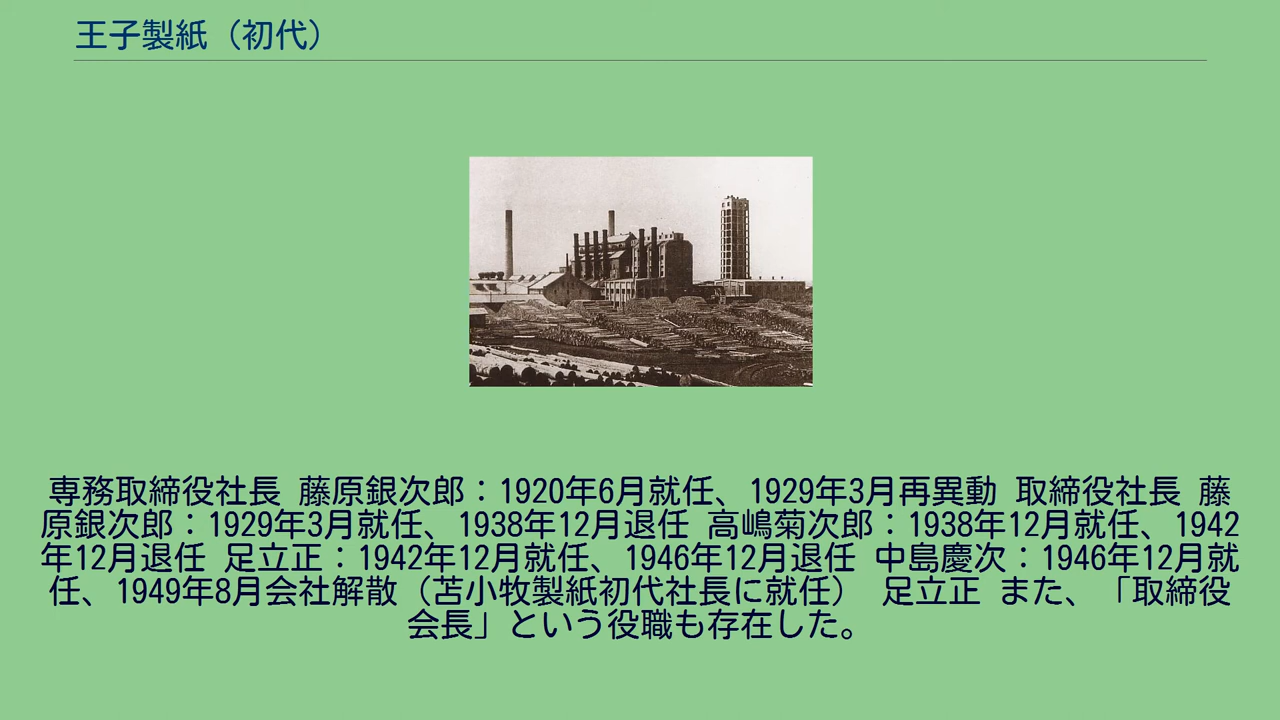 王子製紙（初代）
専務取締役社長 藤原銀次郎：1920年6月就任、1929年3月再異動 取締役社長 藤
原銀次郎：1929年3月就任、1938年12月退任 高嶋菊次郎：1938年12月就任、1942
年12月退任 足立正：1942年12月就任、1946年12月退任 中島慶次：1946年12月就
任、1949年8月会社解散（苫小牧製紙初代社長に就任） 足立正 また、「取締役
会長」という役職も存在した。